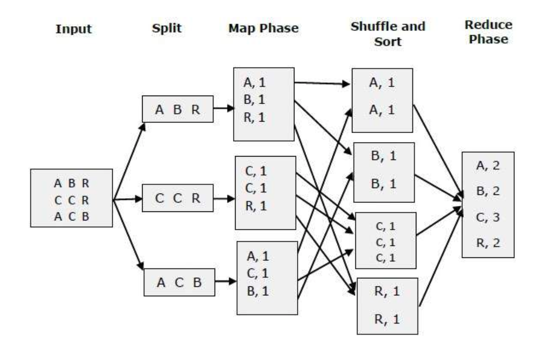 Input
Split
Map Phase
Shuffle and
Sort
Reduce
Phase
A B R
C C R
A C B
A B R
C C R
A C B
A, 1
B, 1
R, 1
C, 1
C, 1
R, 1
A, 1
C, 1
B, 1
A, 1
A, 1
B, 1
B, 1
C, 1
C, 1
C, 1
R, 1
R, 1
A, 2
B, 2
C, 3
R, 2